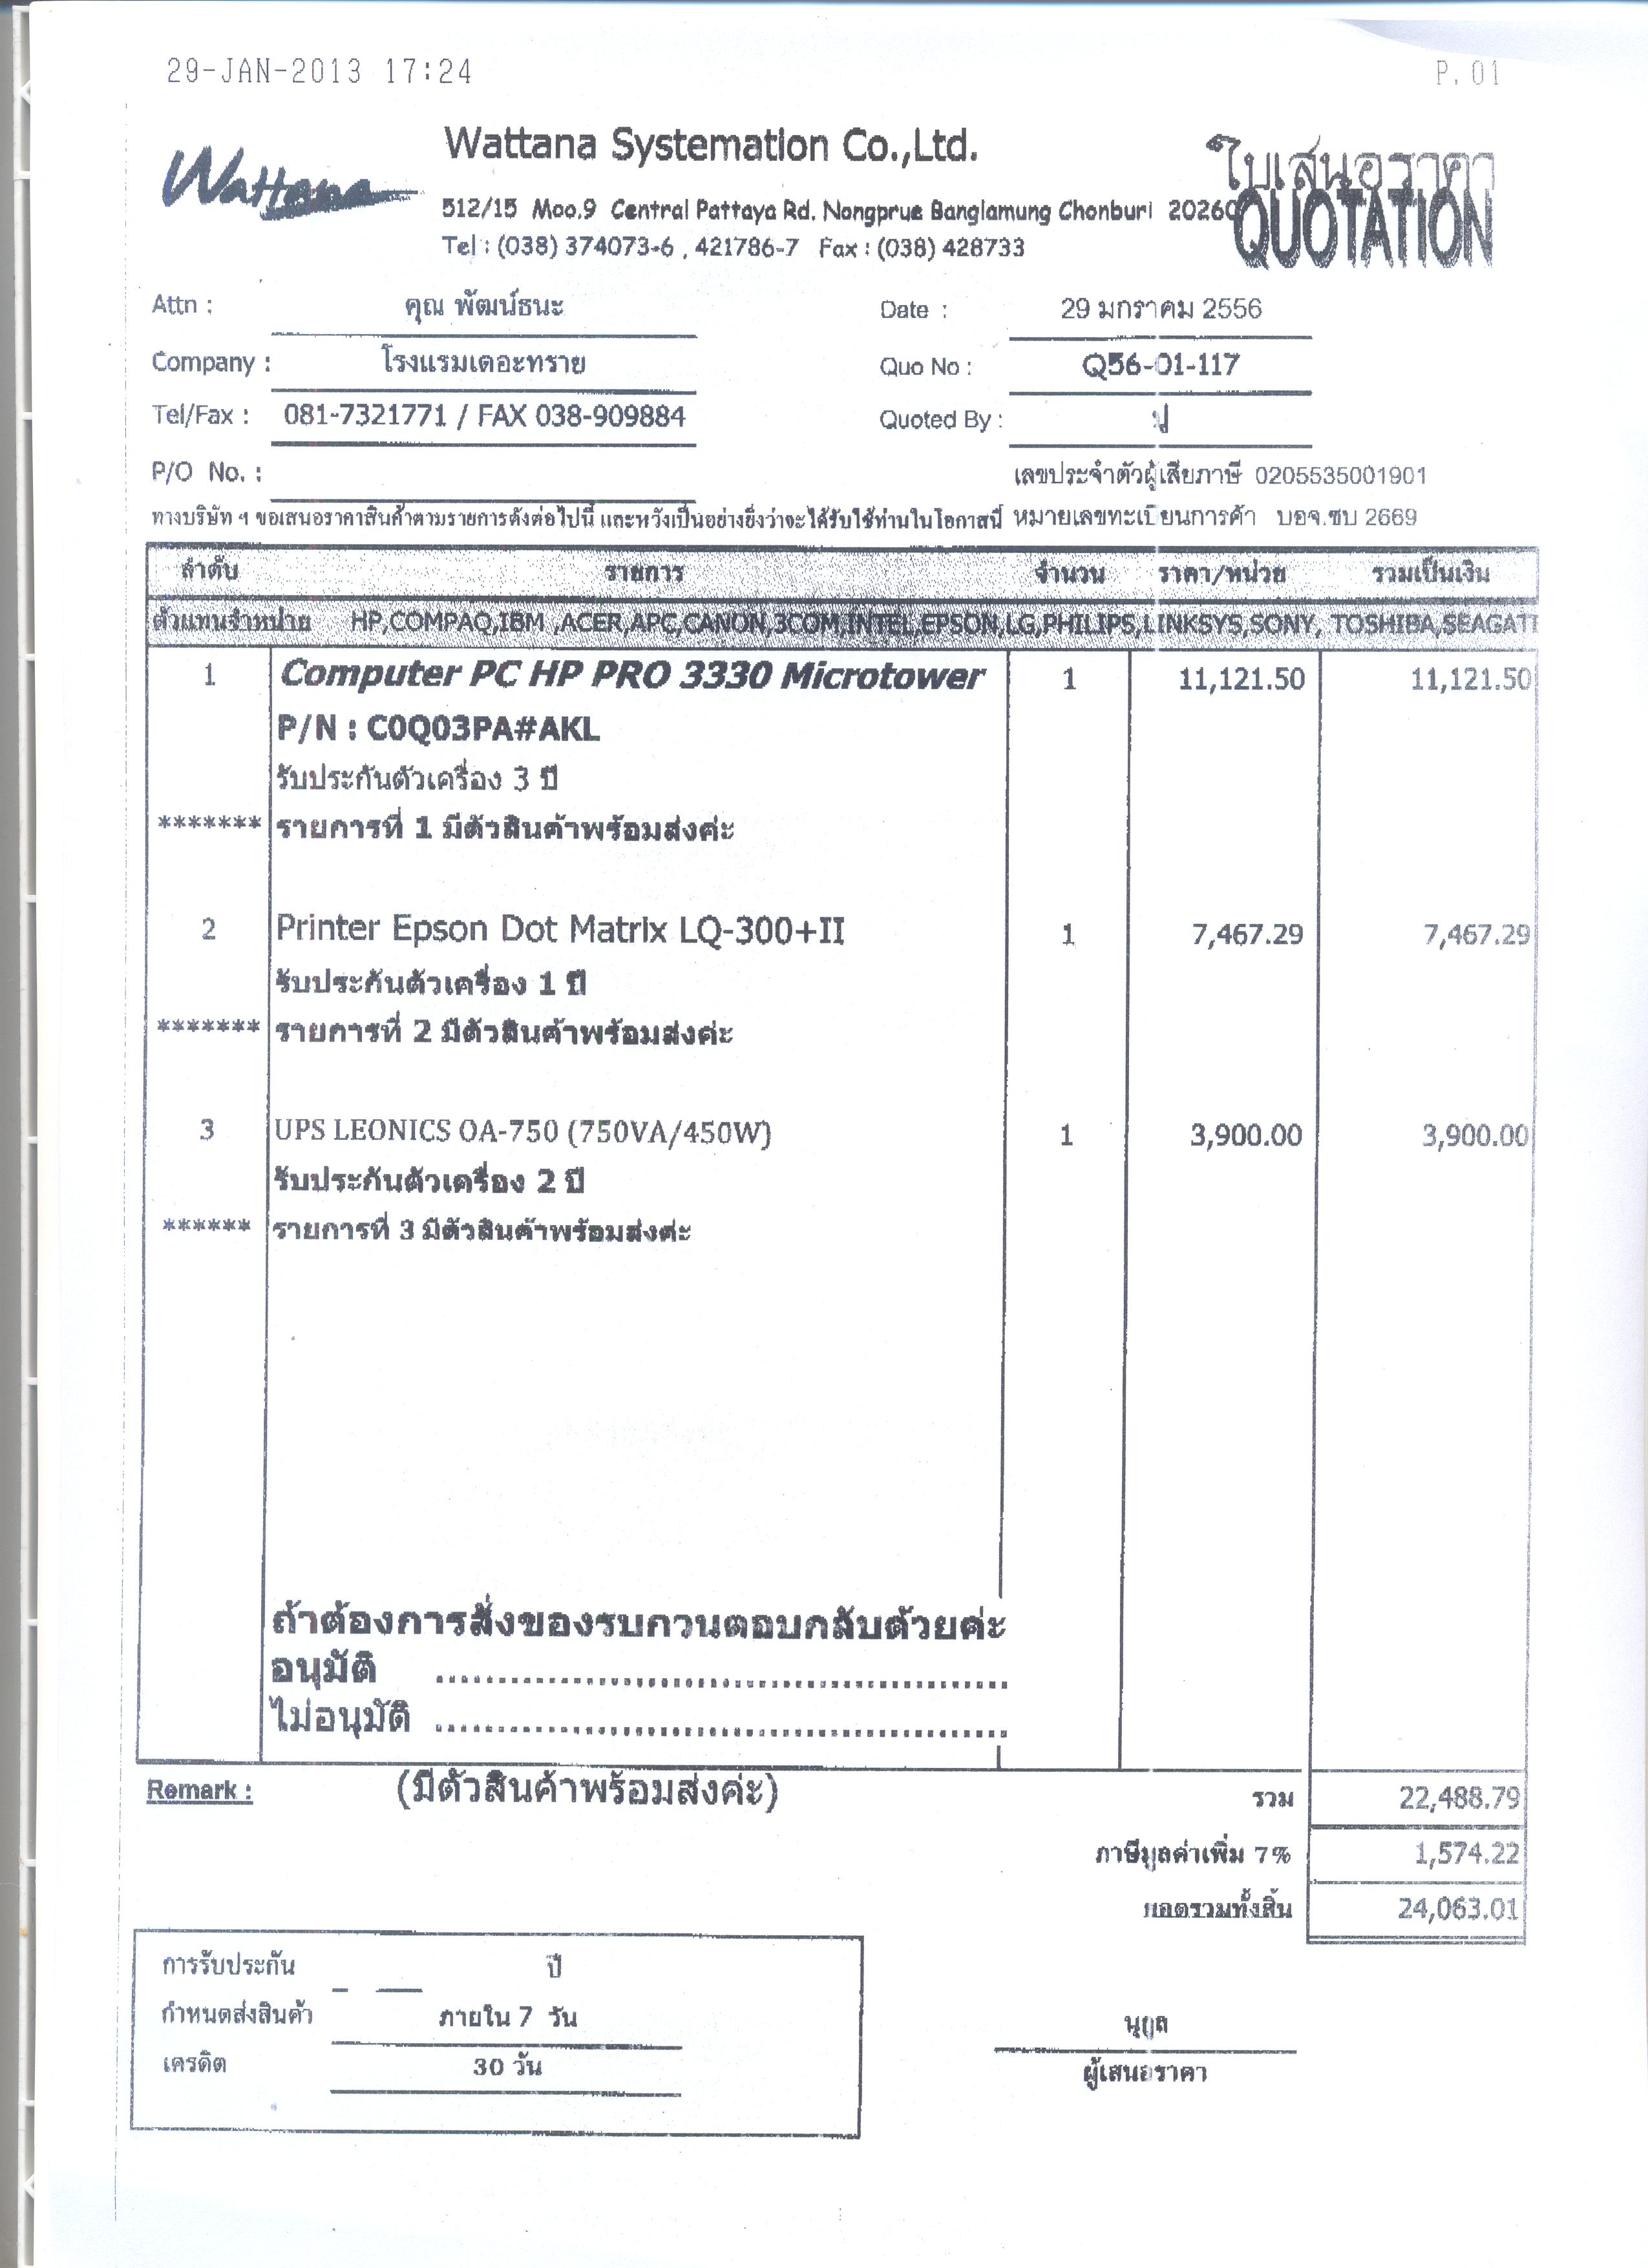 29-JAN-2013 17:24 P.01
Wattana
Wattana Systemation Co.,Ltd.
ใบเสนอราคา
QUOTATION
512/15 Moo.9 Central Pattaya Rd. Nongprue Banglamung Chonburi 20260
Tel : (038) 374073-6 , 421786-7 Fax : (038) 428733
Attn : คุณ พัฒน์ธนะ Date : 29 มกราคม 2556
Company : โรงแรมเดอะทราย Quo No : Q56-01-117
Tel/Fax : 081-7321771 / FAX 038-909884 Quoted By :
P/O No. : เลขประจำตัวผู้เสียภาษี 0205535001901
ทางบริษัท ฯ ขอเสนอราคาสินค้าตามรายการดังต่อไปนี้ และหวังเป็นอย่างยิ่งว่าจะได้รับใช้ท่านในโอกาสนี้ หมายเลขทะเบียนการค้า บอจ.ชบ 2669
ลำดับ รายการ จำนวน ราคา/หน่วย รวมเป็นเงิน
ตัวแทนจำหน่าย HP,COMPAQ,IBM ,ACER,APC,CANON,3COM,INTEL,EPSON,LG,PHILIPS,LINKSYS,SONY, TOSHIBA,SEAGATE
1 Computer PC HP PRO 3330 Microtower 1 11,121.50 11,121.50
P/N : C0Q03PA#AKL
รับประกันตัวเครื่อง 3 ปี
******* รายการที่ 1 มีตัวสินค้าพร้อมส่งค่ะ
2 Printer Epson Dot Matrix LQ-300+II 1 7,467.29 7,467.29
รับประกันตัวเครื่อง 1 ปี
******* รายการที่ 2 มีตัวสินค้าพร้อมส่งค่ะ
3 UPS LEONICS OA-750 (750VA/450W) 1 3,900.00 3,900.00
รับประกันตัวเครื่อง 2 ปี
****** รายการที่ 3 มีตัวสินค้าพร้อมส่งค่ะ
ถ้าต้องการสั่งของรบกวนตอบกลับด้วยค่ะ
อนุมัติ ..........................................................
ไม่อนุมัติ ..........................................................
Remark : (มีตัวสินค้าพร้อมส่งค่ะ) รวม 22,488.79
ภาษีมูลค่าเพิ่ม 7% 1,574.22
ยอดรวมทั้งสิ้น 24,063.01
การรับประกัน ปี
กำหนดส่งสินค้า ภายใน 7 วัน
เครดิต 30 วัน
นุกูล
ผู้เสนอราคา